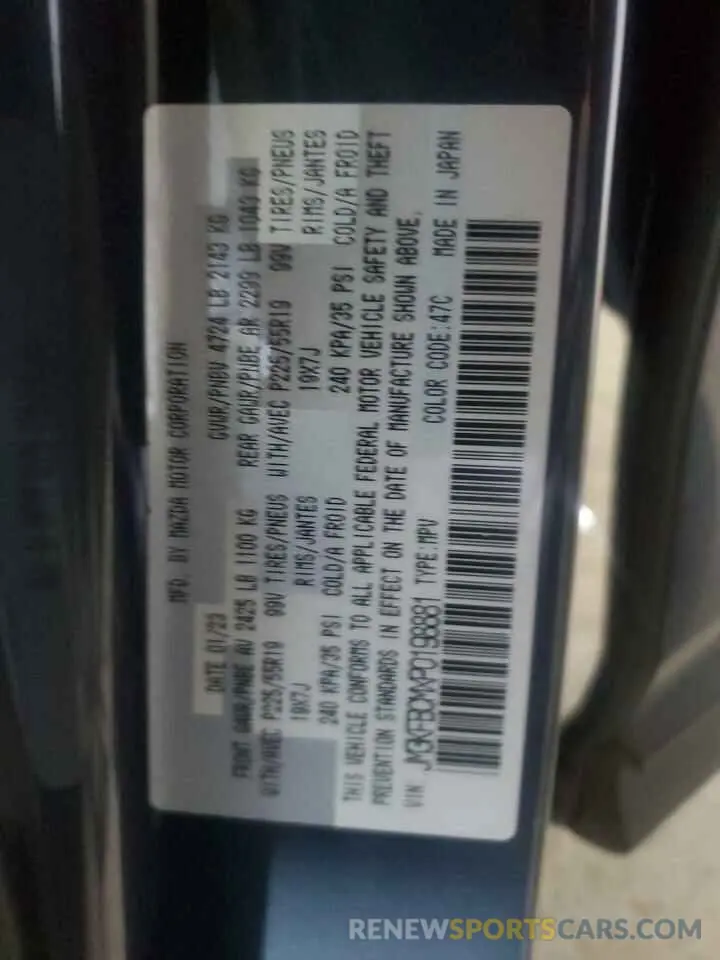 MFD. BY MAZDA MOTOR CORPORATION
DATE 01/23 GVWR/PNBV 4724 LB 2143 KG
FRONT GAWR/PNBE AV 2425 LB 1100 KG REAR GAWR/PNBE AR 2299 LB 1043 KG
WITH/AVEC P225/55R19 99V TIRES/PNEUS WITH/AVEC P225/55R19 99V TIRES/PNEUS
19X7J RIMS/JANTES 19X7J RIMS/JANTES
240 KPA/35 PSI COLD/A FROID 240 KPA/35 PSI COLD/A FROID
THIS VEHICLE CONFORMS TO ALL APPLICABLE FEDERAL MOTOR VEHICLE SAFETY AND THEFT
PREVENTION STANDARDS IN EFFECT ON THE DATE OF MANUFACTURE SHOWN ABOVE.
VIN JM3KFBCMXP0198881 TYPE:MPV COLOR CODE:47C MADE IN JAPAN
RENEWSPORTSCARS.COM